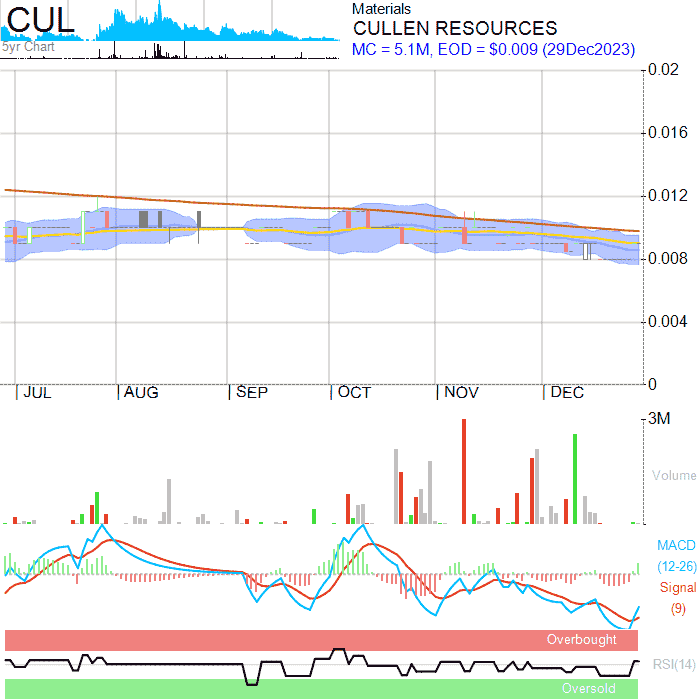 CUL
5yr Chart
Materials
CULLEN RESOURCES
MC = 5.1M, EOD = $0.009 (29Dec2023)
0.02
0.016
0.012
0.008
0.004
0
JUL AUG SEP OCT NOV DEC
3M
Volume
MACD
(12-26)
Signal
(9)
Overbought
RSI(14)
Oversold